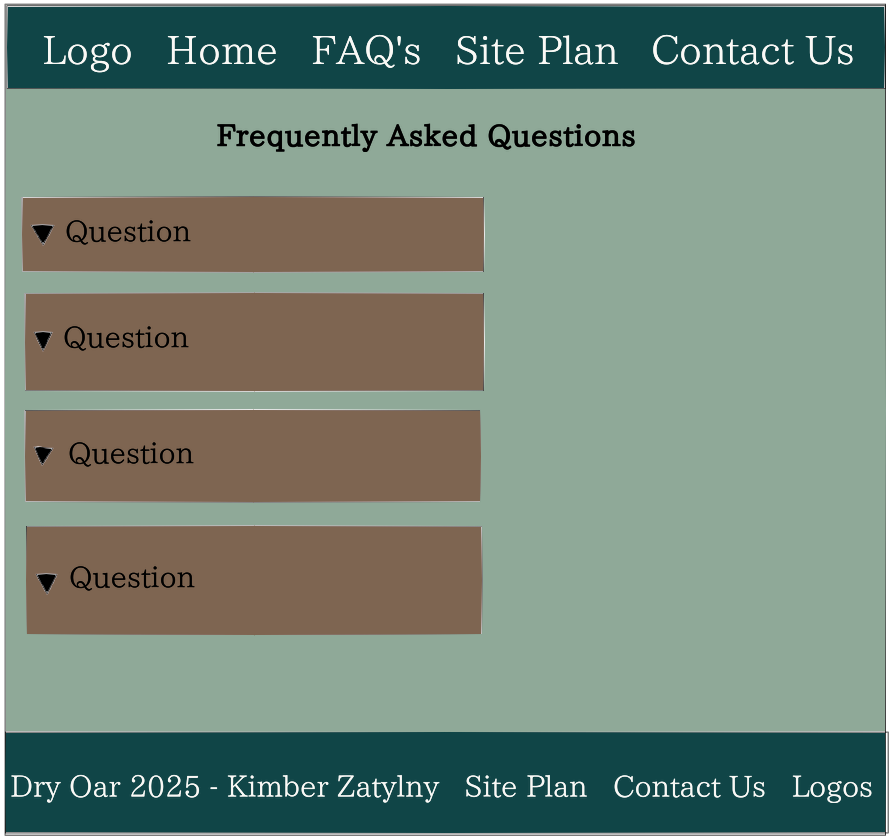 Logo Home FAQ's Site Plan Contact Us
Frequently Asked Questions
Question
Question
Question
Question
Dry Oar 2025 - Kimber Zatylny Site Plan Contact Us Logos